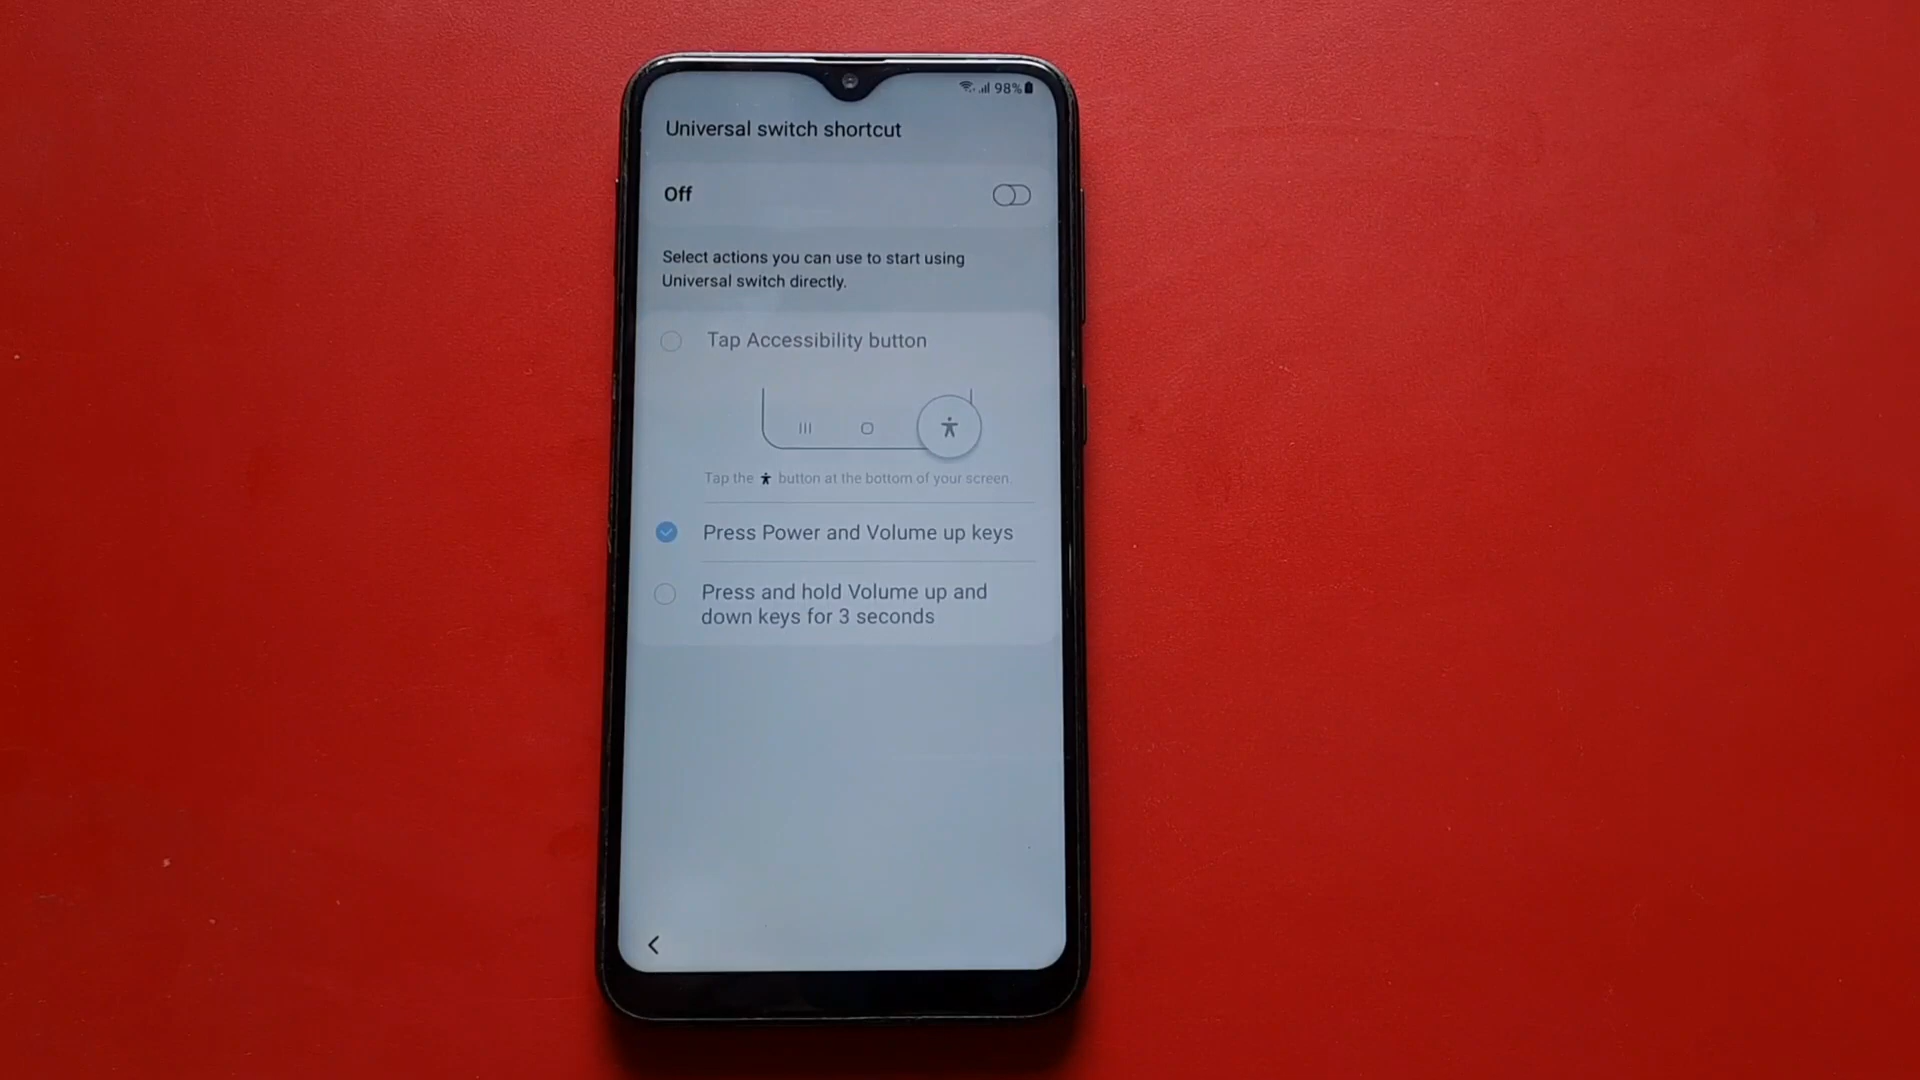 98%
Universal switch shortcut
Off
Select actions you can use to start using
Universal switch directly.
Tap Accessibility button
Tap the button at the bottom of your screen.
Press Power and Volume up keys
Press and hold Volume up and
down keys for 3 seconds